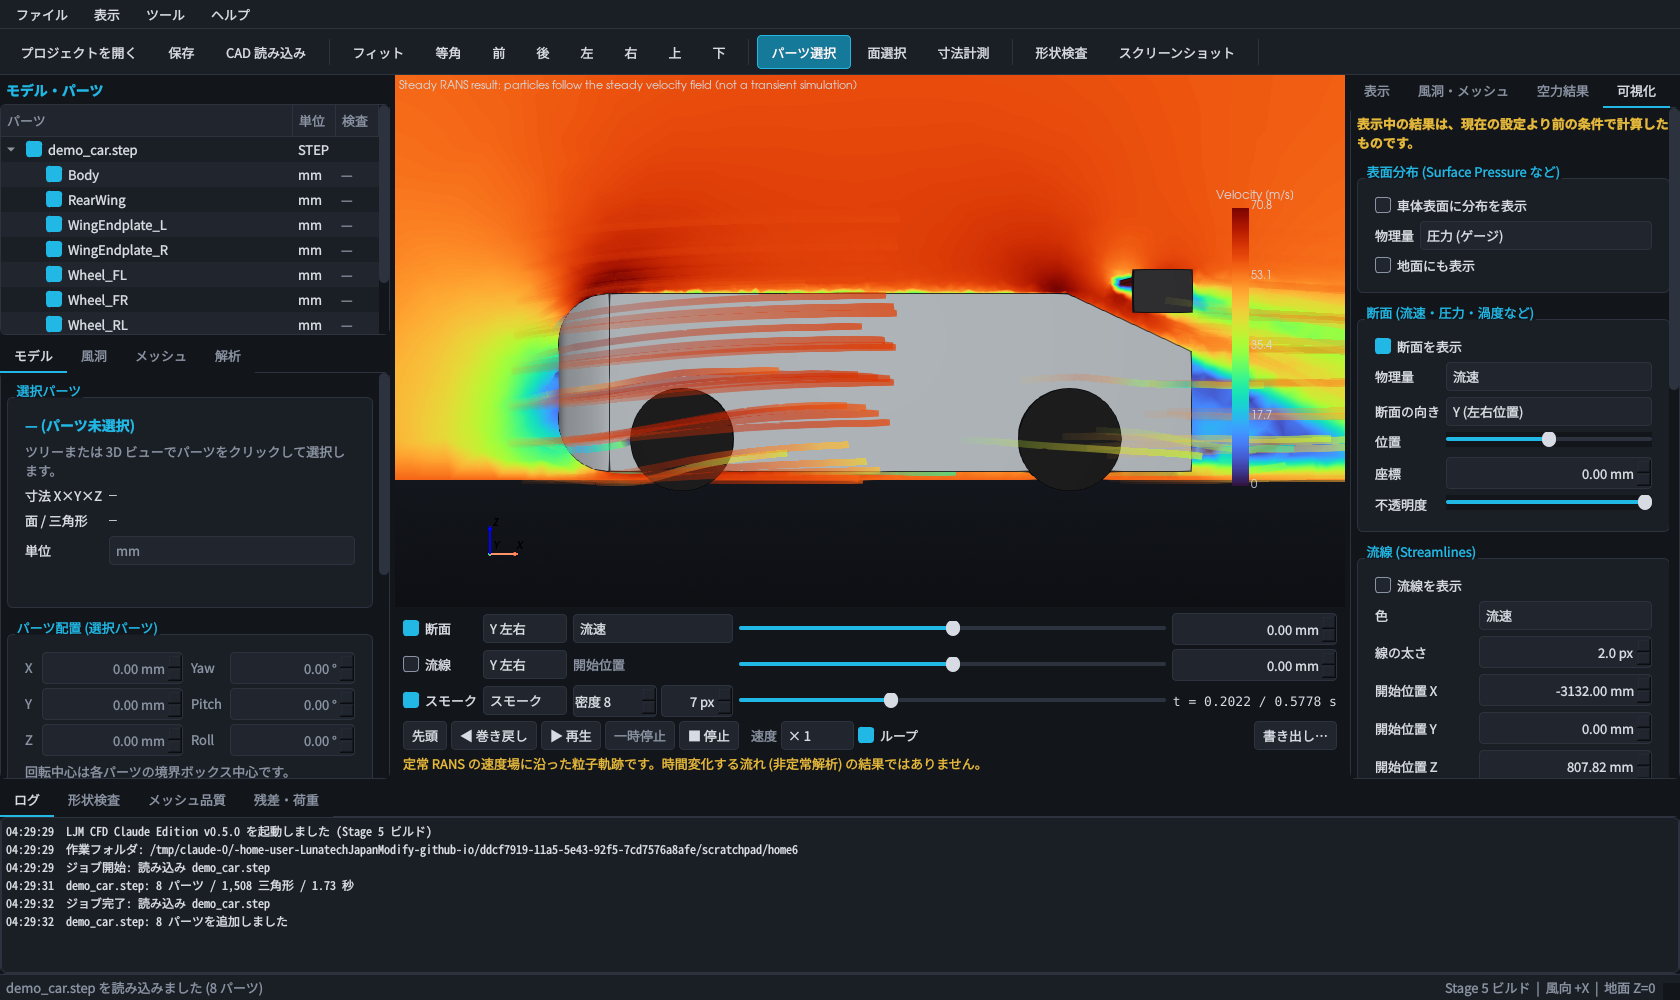 ファイル 表示 ツール ヘルプ
プロジェクトを開く 保存 CAD 読み込み フィット 等角 前 後 左 右 上 下 パーツ選択 面選択 寸法計測 形状検査 スクリーンショット
モデル・パーツ
パーツ 単位 検査
demo_car.step STEP
Body mm —
RearWing mm —
WingEndplate_L mm —
WingEndplate_R mm —
Wheel_FL mm —
Wheel_FR mm —
Wheel_RL mm —
モデル 風洞 メッシュ 解析
選択パーツ
— (パーツ未選択)
ツリーまたは 3D ビューでパーツをクリックして選択し
ます。
寸法 X×Y×Z –
面 / 三角形 –
単位 mm
パーツ配置 (選択パーツ)
X 0.00 mm Yaw 0.00 °
Y 0.00 mm Pitch 0.00 °
Z 0.00 mm Roll 0.00 °
回転中心は各パーツの境界ボックス中心です。
Steady RANS result: particles follow the steady velocity field (not a transient simulation)
Velocity [m/s]
70.8
53.1
35.4
17.7
0
Z
Y X
断面 Y 左右 流速 0.00 mm
流線 Y 左右 開始位置 0.00 mm
スモーク スモーク 密度 8 7 px t = 0.2022 / 0.5778 s
先頭 ◀ 巻き戻し ▶ 再生 一時停止 ■ 停止 速度 × 1 ループ 書き出し…
定常 RANS の速度場に沿った粒子軌跡です。時間変化する流れ (非定常解析) の結果ではありません。
表示 風洞・メッシュ 空力結果 可視化
表示中の結果は、現在の設定より前の条件で計算した
ものです。
表面分布 (Surface Pressure など)
車体表面に分布を表示
物理量 圧力 (ゲージ)
地面にも表示
断面 (流速・圧力・渦度など)
断面を表示
物理量 流速
断面の向き Y (左右位置)
位置
座標 0.00 mm
不透明度
流線 (Streamlines)
流線を表示
色 流速
線の太さ 2.0 px
開始位置 X -3132.00 mm
開始位置 Y 0.00 mm
開始位置 Z 807.82 mm
ログ 形状検査 メッシュ品質 残差・荷重
04:29:29 LJM CFD Claude Edition v0.5.0 を起動しました (Stage 5 ビルド)
04:29:29 作業フォルダ: /tmp/claude-0/-home-user-LunatechJapanModify-github-io/ddcf7919-11a5-5e43-92f5-7cd7576a8afe/scratchpad/home6
04:29:29 ジョブ開始: 読み込み demo_car.step
04:29:31 demo_car.step: 8 パーツ / 1,508 三角形 / 1.73 秒
04:29:32 ジョブ完了: 読み込み demo_car.step
04:29:32 demo_car.step: 8 パーツを追加しました
demo_car.step を読み込みました (8 パーツ)
Stage 5 ビルド | 風向 +X | 地面 Z=0